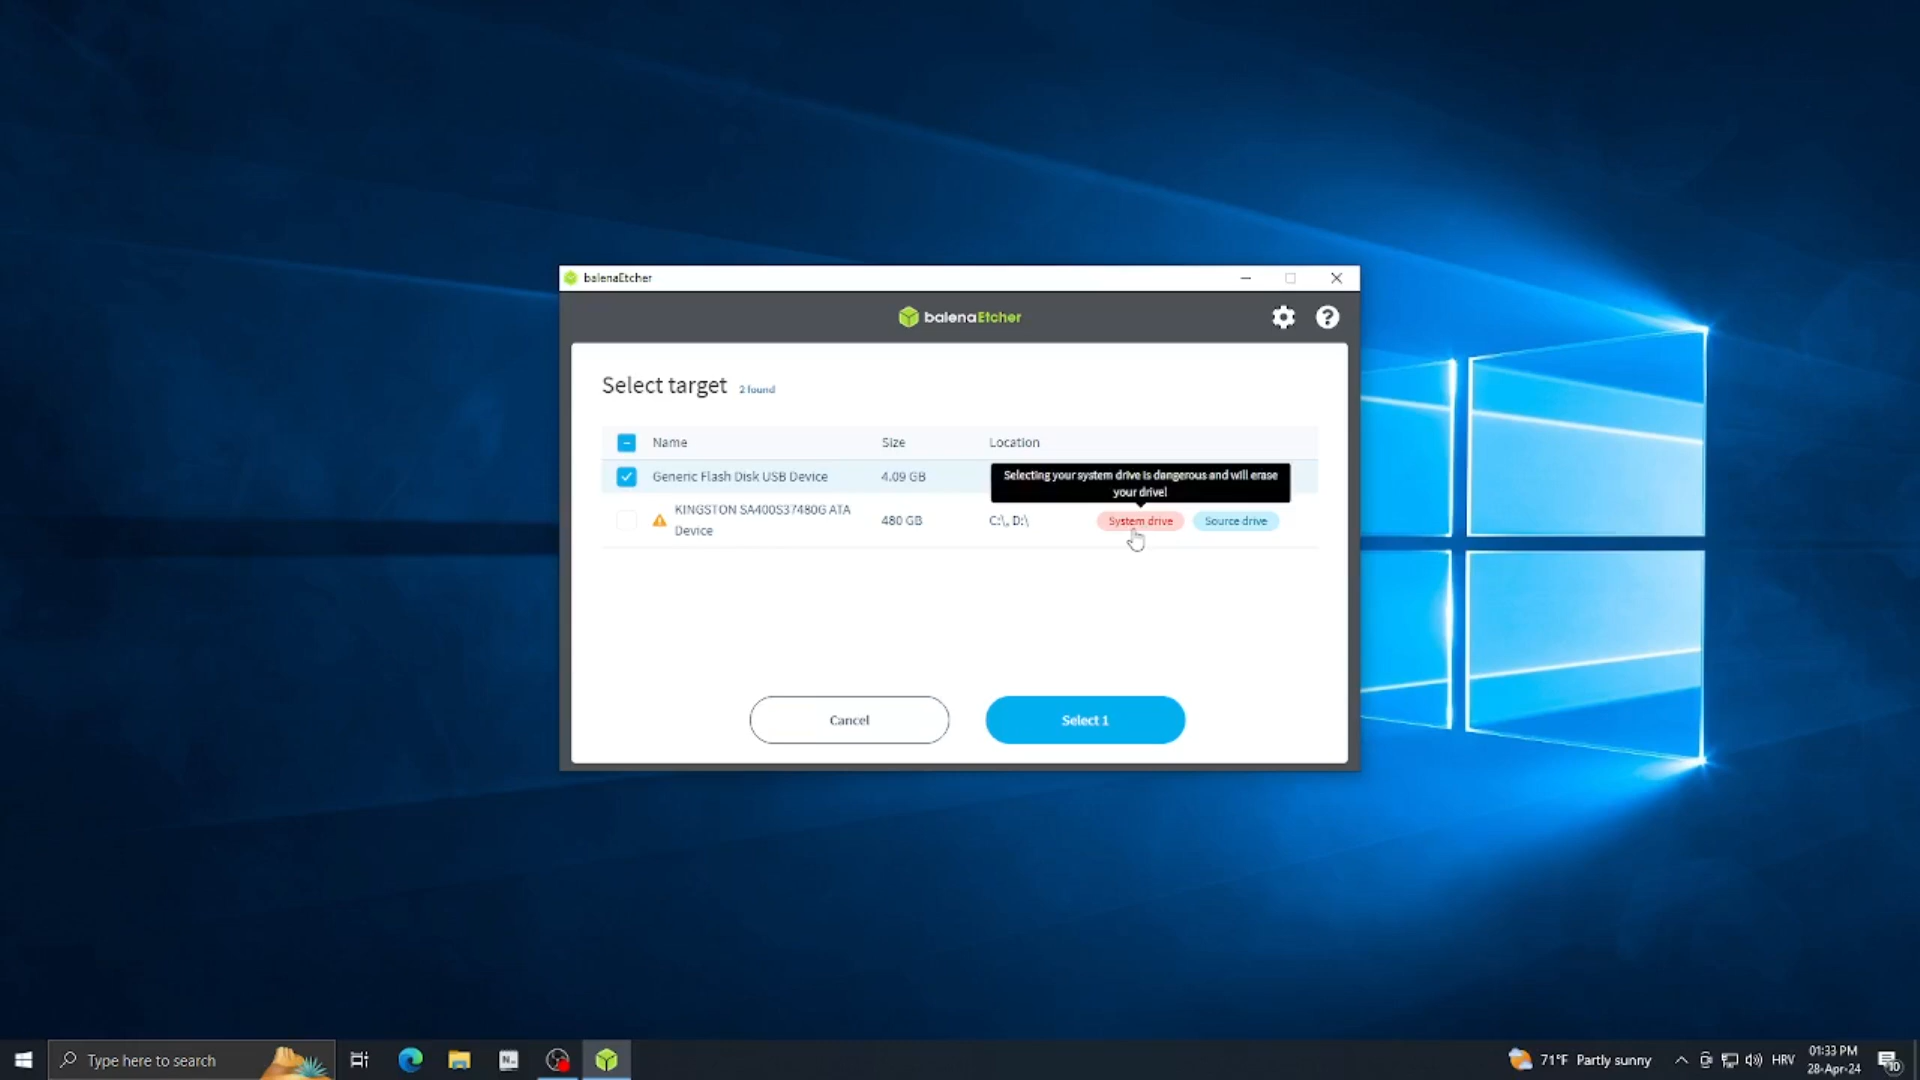 balenaEtcher
balenaEtcher
Select target 2 found
Name Size Location
Generic Flash Disk USB Device 4.09 GB
Selecting your system drive is dangerous and will erase
your drive!
KINGSTON SA400S37480G ATA
Device
480 GB C:\, D:\ System drive Source drive
Cancel Select 1
Type here to search
71°F Partly sunny HRV 01:33 PM
28-Apr-24
10